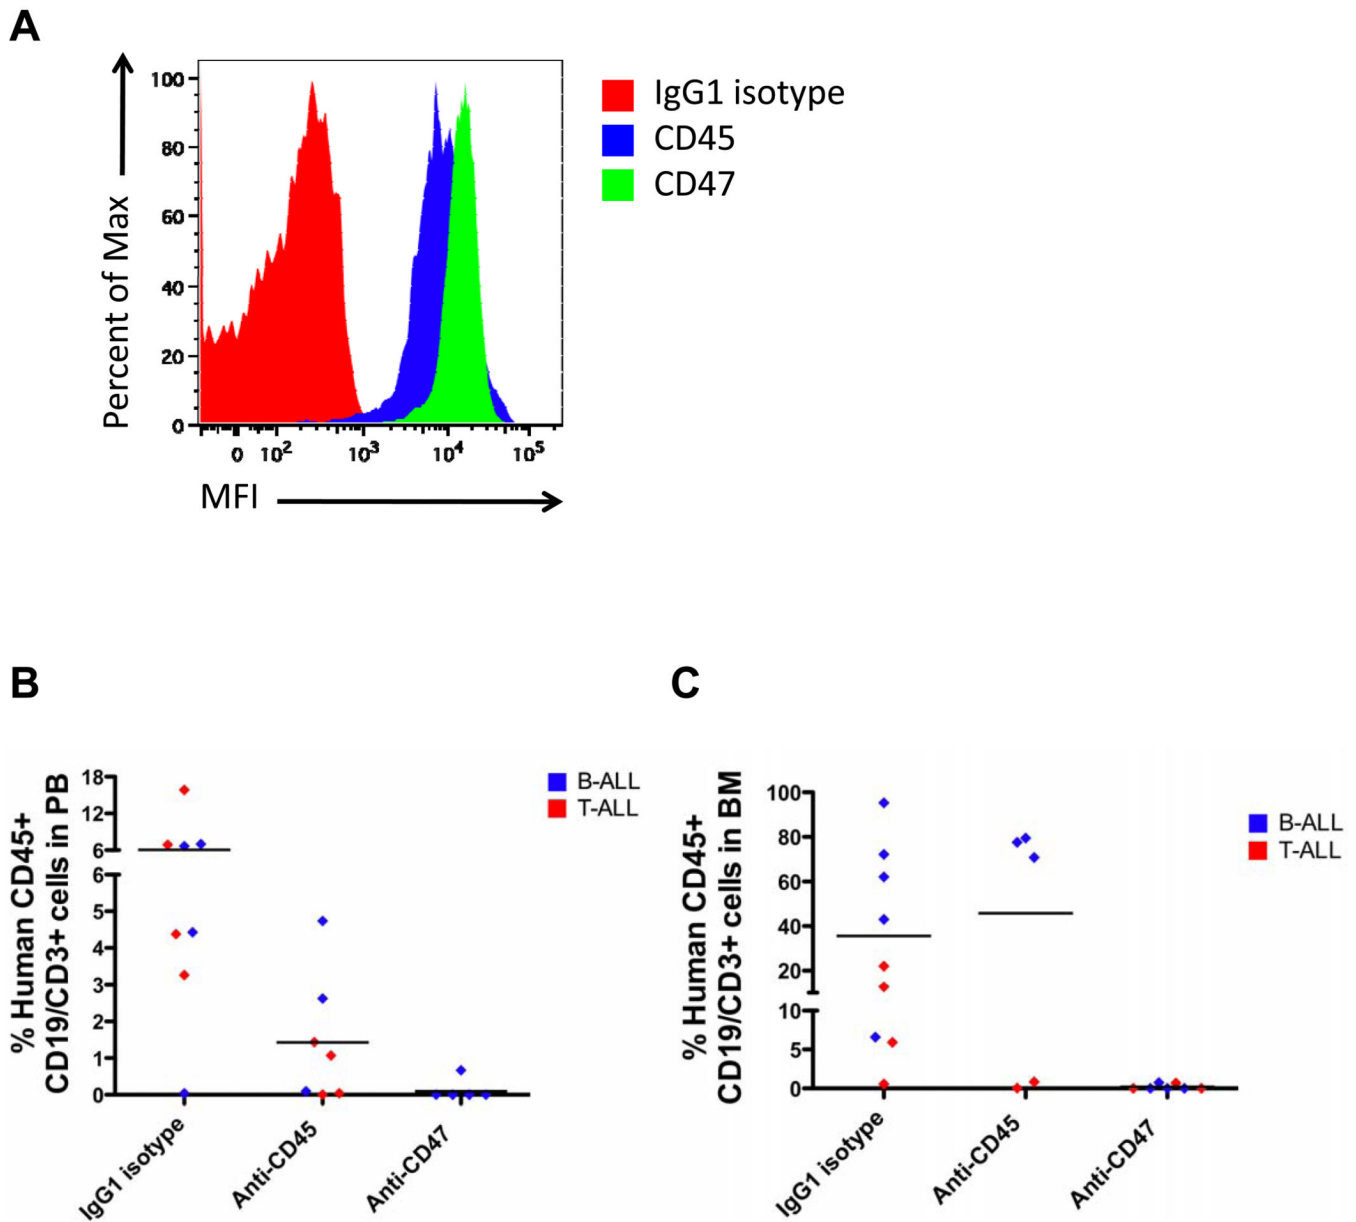 A
Percent of Max
100
80
60
40
20
0
0 10² 10³ 10⁴ 10⁵
MFI
IgG1 isotype
CD45
CD47
B
% Human CD45+
CD19/CD3+ cells in PB
18
12
6
6
5
4
3
2
1
0
IgG1 isotype
Anti-CD45
Anti-CD47
B-ALL
T-ALL
C
% Human CD45+
CD19/CD3+ cells in BM
100
80
60
40
20
10
5
0
IgG1 isotype
Anti-CD45
Anti-CD47
B-ALL
T-ALL